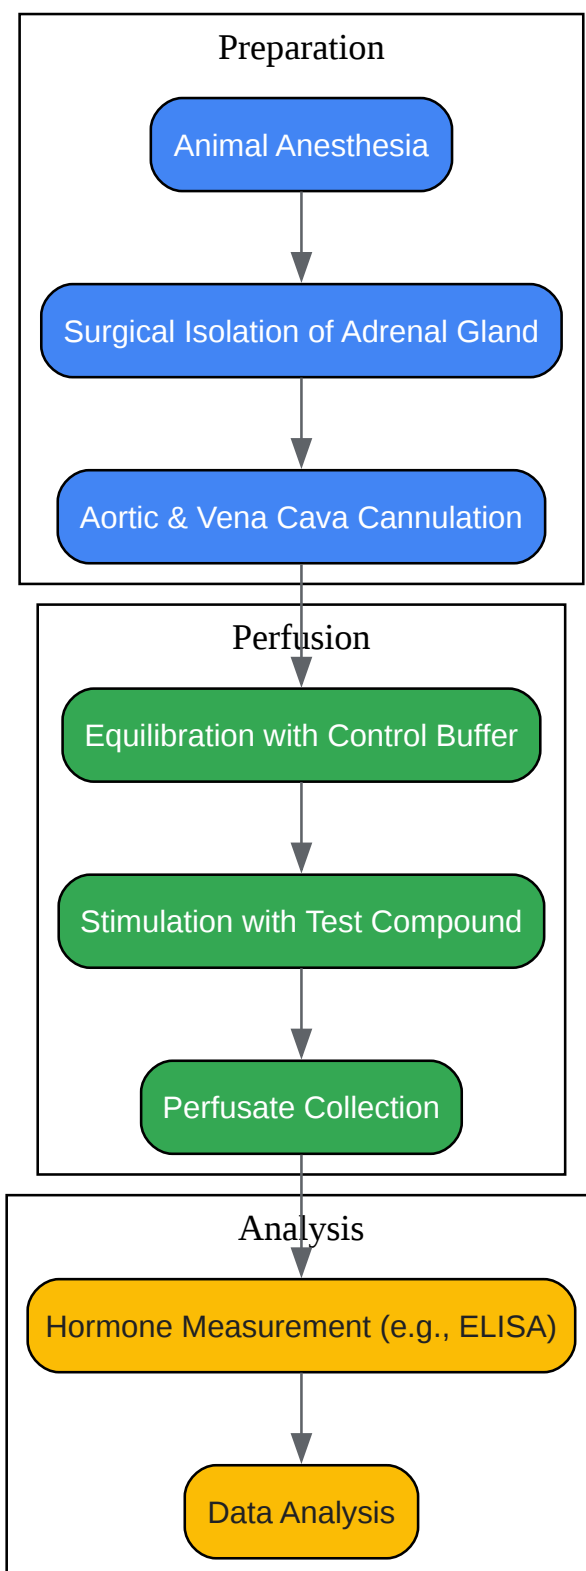 Preparation
Animal Anesthesia
Surgical Isolation of Adrenal Gland
Aortic & Vena Cava Cannulation
Perfusion
Equilibration with Control Buffer
Stimulation with Test Compound
Perfusate Collection
Analysis
Hormone Measurement (e.g., ELISA)
Data Analysis